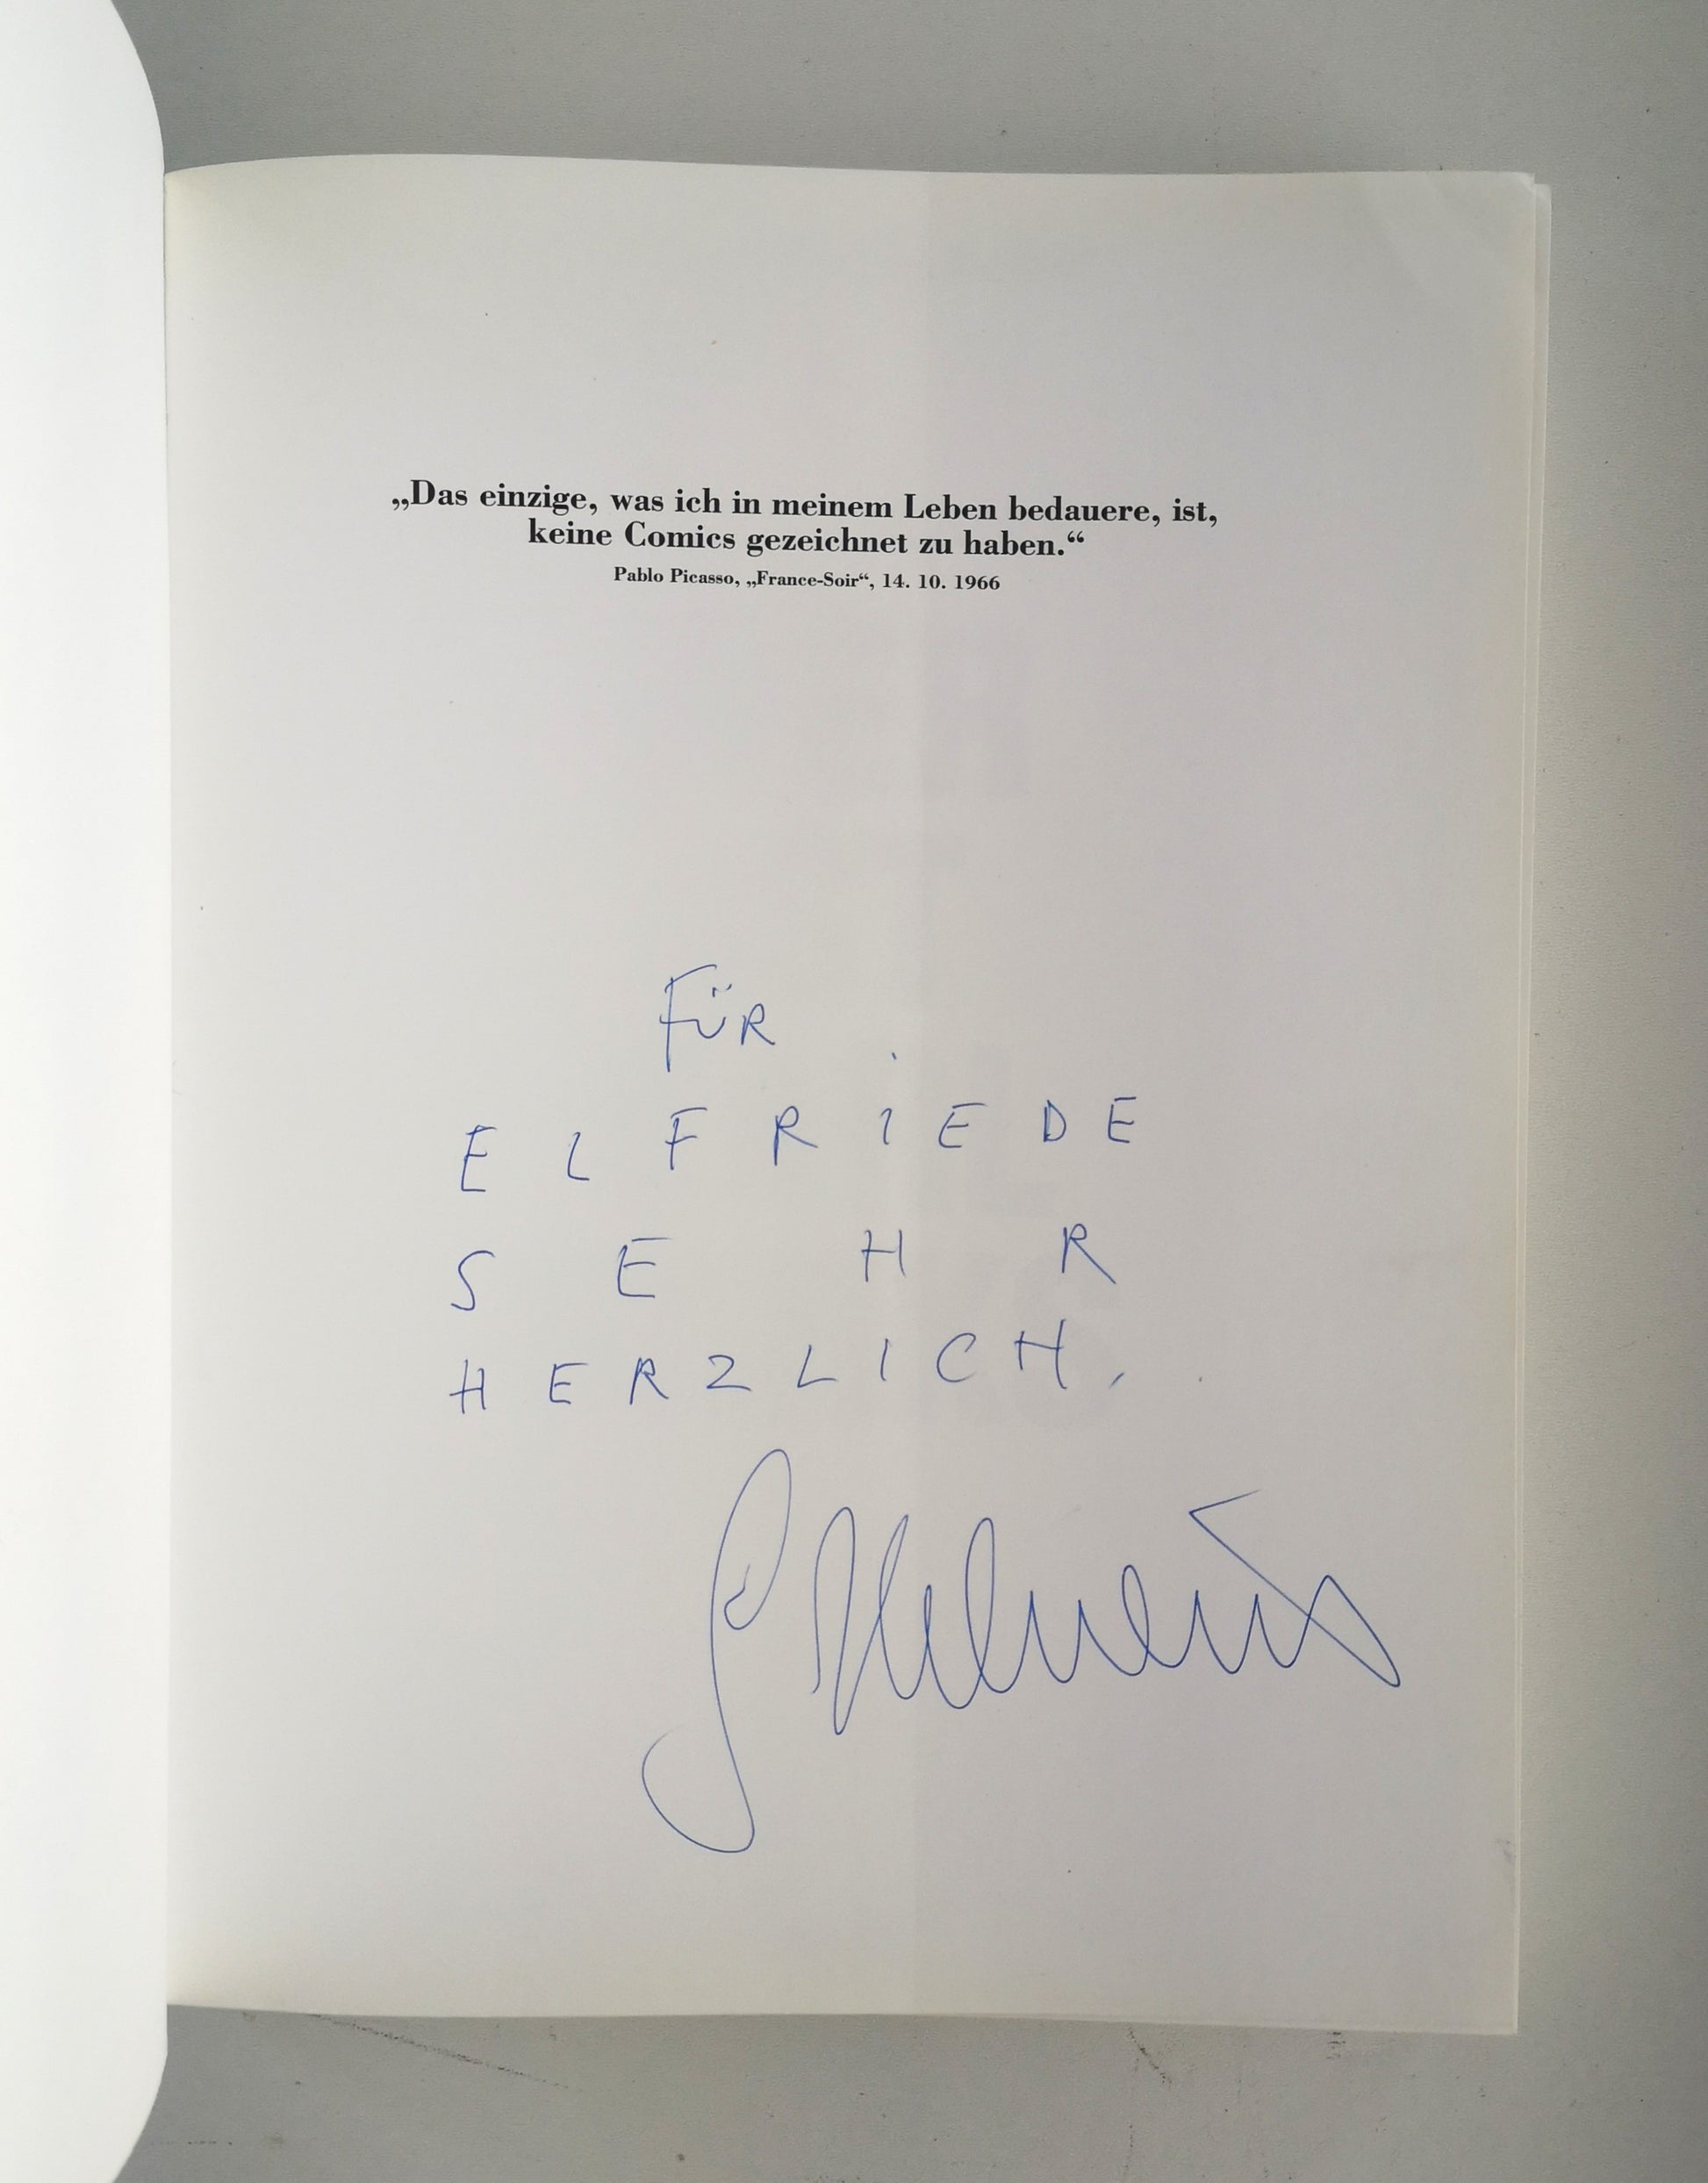 „Das einzige, was ich in meinem Leben bedauere, ist,
keine Comics gezeichnet zu haben.“
Pablo Picasso, „France-Soir“, 14. 10. 1966
FÜR
ELFRIEDE
SEHR
HERZLICH,